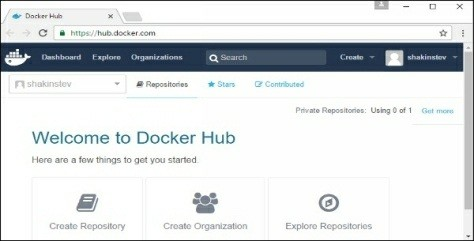 Docker Hub
https://hub.docker.com
Dashboard Explore Organizations Search Create shakinstev
shakinstev Repositories Stars Contributed
Private Repositories: Using 0 of 1 Get more
Welcome to Docker Hub
Here are a few things to get you started.
Create Repository Create Organization Explore Repositories